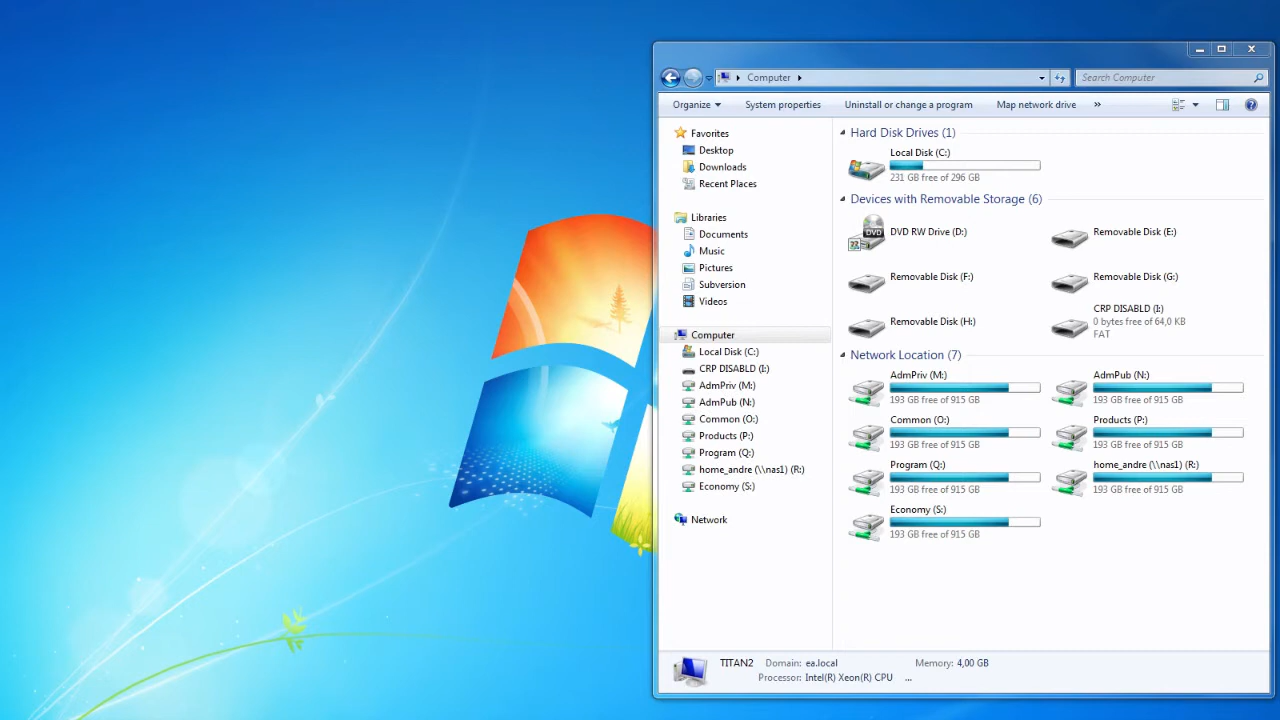 Computer
Search Computer
Organize
System properties
Uninstall or change a program
Map network drive
»
Favorites
Desktop
Downloads
Recent Places
Libraries
Documents
Music
Pictures
Subversion
Videos
Computer
Local Disk (C:)
CRP DISABLD (I:)
AdmPriv (M:)
AdmPub (N:)
Common (O:)
Products (P:)
Program (Q:)
home_andre (\\nas1) (R:)
Economy (S:)
Network
Hard Disk Drives (1)
Local Disk (C:)
231 GB free of 296 GB
Devices with Removable Storage (6)
DVD
DVD RW Drive (D:)
Removable Disk (E:)
Removable Disk (F:)
Removable Disk (G:)
Removable Disk (H:)
CRP DISABLD (I:)
0 bytes free of 64,0 KB
FAT
Network Location (7)
AdmPriv (M:)
193 GB free of 915 GB
AdmPub (N:)
193 GB free of 915 GB
Common (O:)
193 GB free of 915 GB
Products (P:)
193 GB free of 915 GB
Program (Q:)
193 GB free of 915 GB
home_andre (\\nas1) (R:)
193 GB free of 915 GB
Economy (S:)
193 GB free of 915 GB
TITAN2 Domain: ea.local Memory: 4,00 GB
Processor: Intel(R) Xeon(R) CPU ...